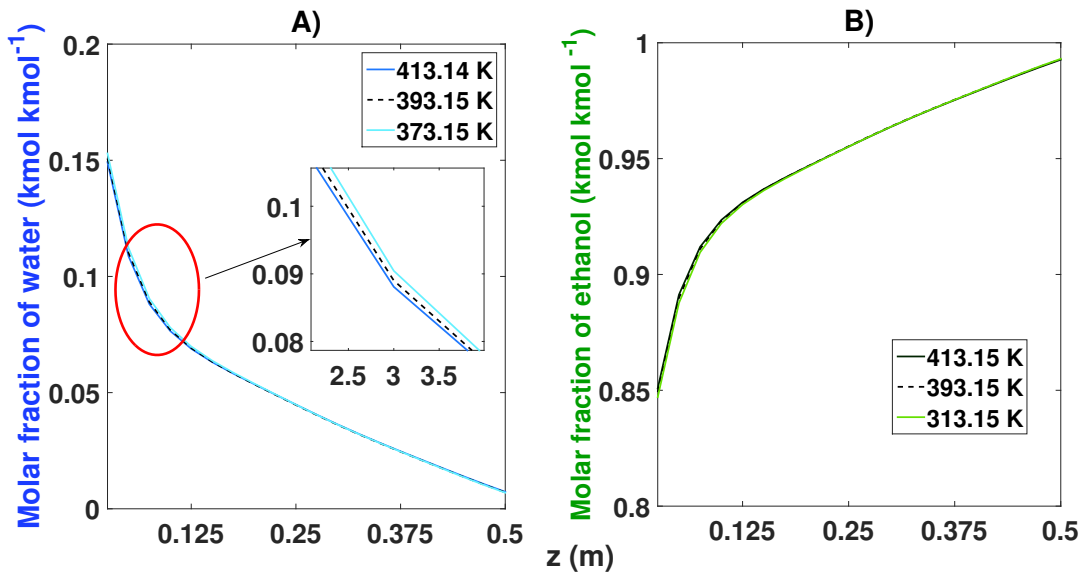 A)
Molar fraction of water (kmol kmol-1)
0.2
0.15
0.1
0.05
0
413.14 K
393.15 K
373.15 K
0.1
0.09
0.08
2.5 3 3.5
0.125 0.25 0.375 0.5
B)
Molar fraction of ethanol (kmol kmol -1)
1
0.95
0.9
0.85
0.8
413.15 K
393.15 K
313.15 K
0.125 0.25 0.375 0.5
z (m)